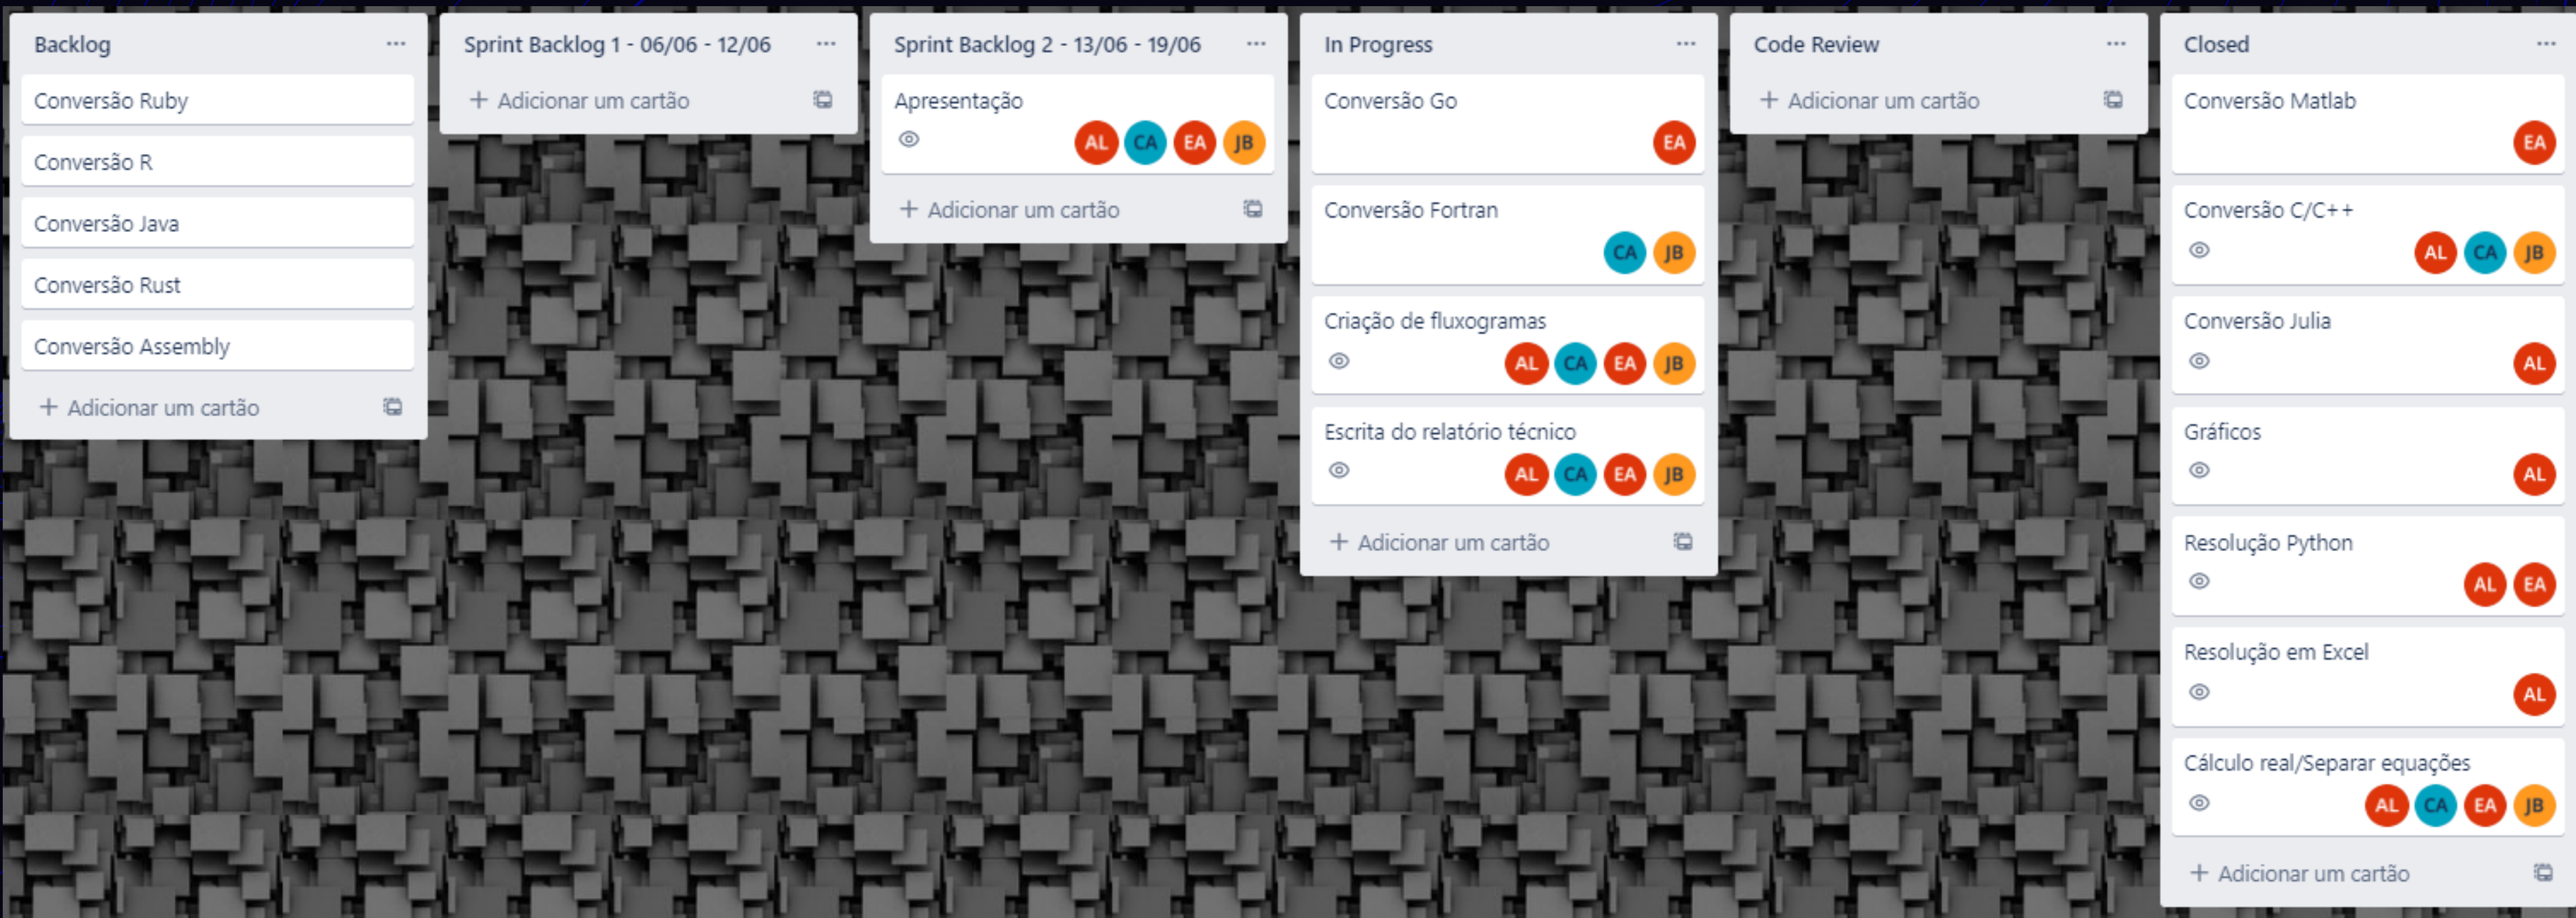 Backlog
Conversão Ruby
Conversão R
Conversão Java
Conversão Rust
Conversão Assembly
+ Adicionar um cartão
Sprint Backlog 1 - 06/06 - 12/06
+ Adicionar um cartão
Sprint Backlog 2 - 13/06 - 19/06
Apresentação
AL CA EA JB
+ Adicionar um cartão
In Progress
Conversão Go
EA
Conversão Fortran
CA JB
Criação de fluxogramas
AL CA EA JB
Escrita do relatório técnico
AL CA EA JB
+ Adicionar um cartão
Code Review
+ Adicionar um cartão
Closed
Conversão Matlab
EA
Conversão C/C++
AL CA JB
Conversão Julia
AL
Gráficos
AL
Resolução Python
AL EA
Resolução em Excel
AL
Cálculo real/Separar equações
AL CA EA JB
+ Adicionar um cartão